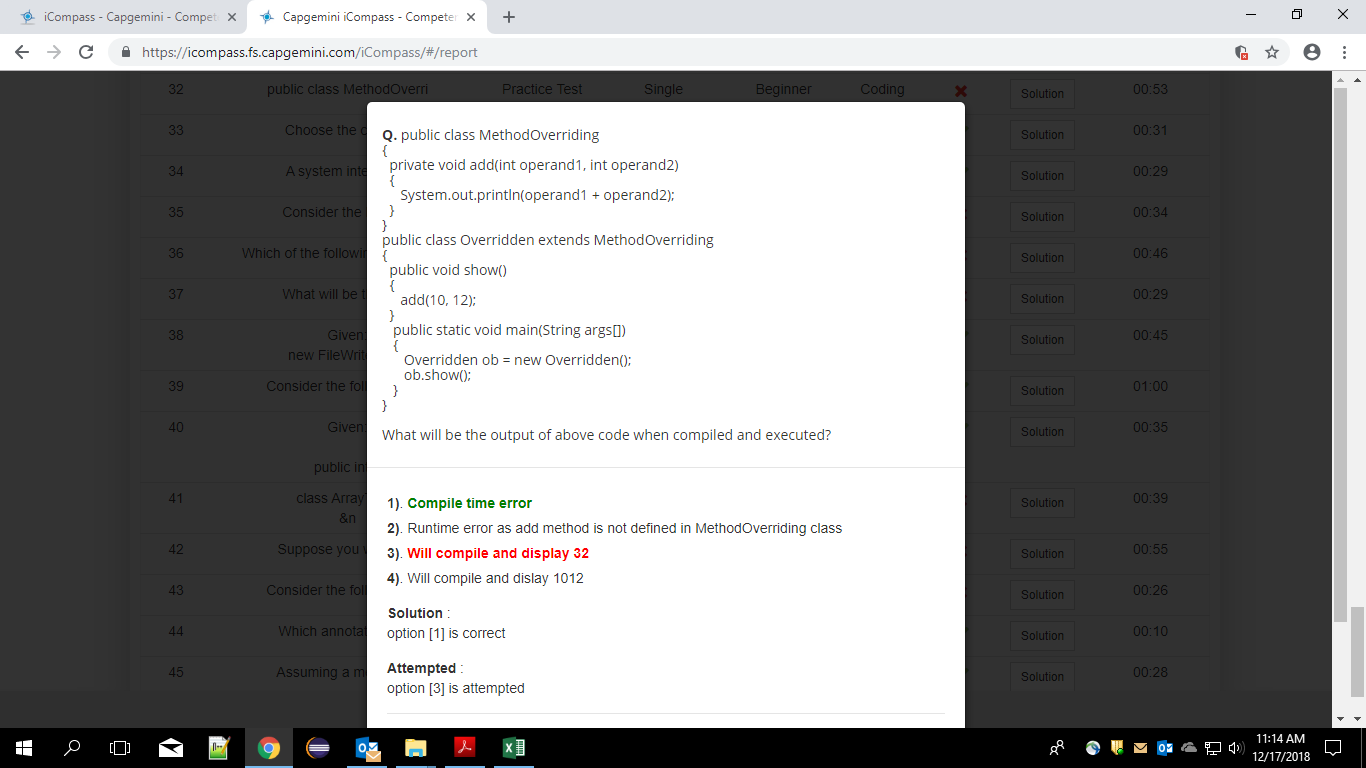 iCompass - Capgemini - Compet
Capgemini iCompass - Competen
https://icompass.fs.capgemini.com/iCompass/#/report
32 public class MethodOverri Practice Test Single Beginner Coding Solution 00:53
33 Choose the c Solution 00:31
34 A system inte Solution 00:29
35 Consider the Solution 00:34
36 Which of the followin Solution 00:46
37 What will be t Solution 00:29
38 Given: Solution 00:45
new FileWrite
39 Consider the foll Solution 01:00
40 Given: Solution 00:35
public int
41 class Array Solution 00:39
&n
42 Suppose you Solution 00:55
43 Consider the foll Solution 00:26
44 Which annotat Solution 00:10
45 Assuming a m Solution 00:28
Q. public class MethodOverriding
{
private void add(int operand1, int operand2)
{
System.out.println(operand1 + operand2);
}
}
public class Overridden extends MethodOverriding
{
public void show()
{
add(10, 12);
}
public static void main(String args[])
{
Overridden ob = new Overridden();
ob.show();
}
}
What will be the output of above code when compiled and executed?
1). Compile time error
2). Runtime error as add method is not defined in MethodOverriding class
3). Will compile and display 32
4). Will compile and dislay 1012
Solution :
option [1] is correct
Attempted :
option [3] is attempted
11:14 AM
12/17/2018